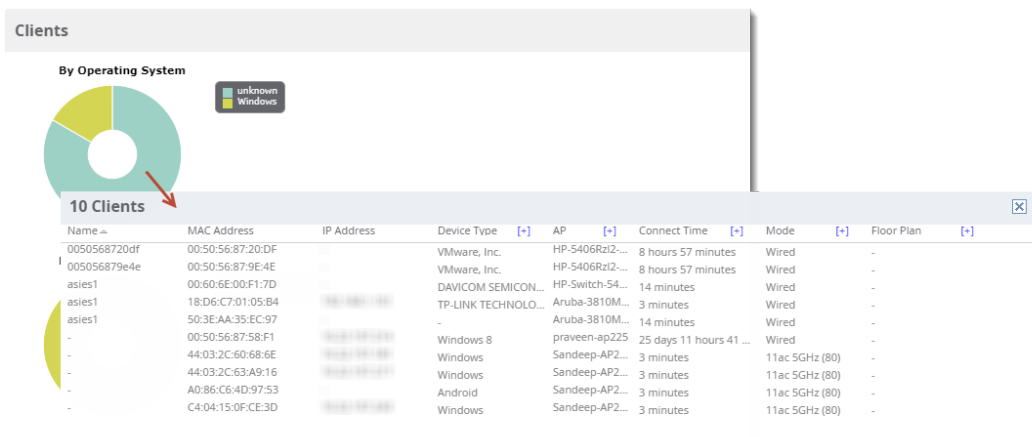 Clients
By Operating System
unknown
Windows
10 Clients
Name MAC Address IP Address Device Type [+] AP [+] Connect Time [+] Mode [+] Floor Plan [+]
0050568720df 00:50:56:87:20:DF VMware, Inc. HP-5406Rzl2-... 8 hours 57 minutes Wired -
005056879e4e 00:50:56:87:9E:4E VMware, Inc. HP-5406Rzl2-... 8 hours 57 minutes Wired -
asies1 00:60:6E:00:F1:7D DAVICOM SEMICON... HP-Switch-54... 14 minutes Wired -
asies1 18:D6:C7:01:05:B4 TP-LINK TECHNOLO... Aruba-3810M... 3 minutes Wired -
asies1 50:3E:AA:35:EC:97 - Aruba-3810M... 14 minutes Wired -
- 00:50:56:87:58:F1 Windows 8 praveen-ap225 25 days 11 hours 41 ... Wired -
- 44:03:2C:60:68:6E Windows Sandeep-AP2... 3 minutes 11ac 5GHz (80) -
- 44:03:2C:63:A9:16 Windows Sandeep-AP2... 3 minutes 11ac 5GHz (80) -
- A0:86:C6:4D:97:53 Android Sandeep-AP2... 3 minutes 11ac 5GHz (80) -
- C4:04:15:0F:CE:3D Windows Sandeep-AP2... 3 minutes 11ac 5GHz (80) -